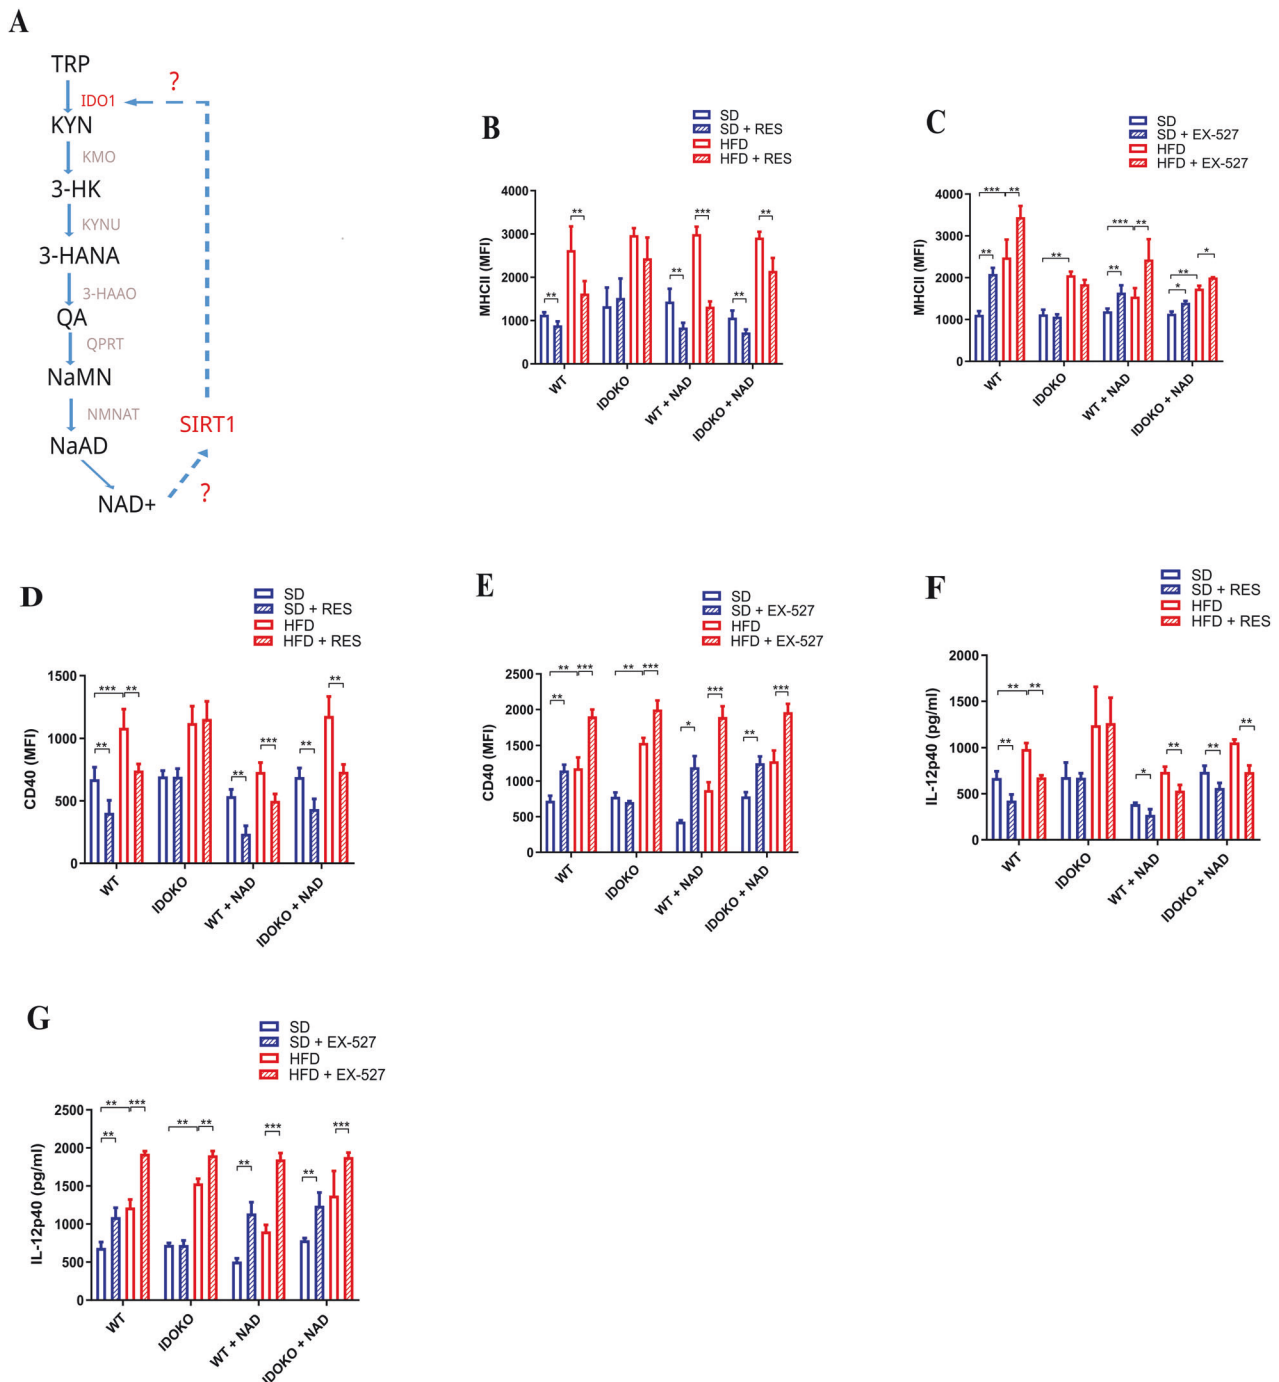 A
TRP
?
IDO1
KYN
KMO
3-HK
KYNU
3-HANA
3-HAAO
QA
QPRT
NaMN
NMNAT
NaAD
SIRT1
NAD+
?
B
SD
SD + RES
HFD
HFD + RES
MHCII (MFI)
4000
3000
2000
1000
0
** ** ** *** ** **
WT
IDOKO
WT + NAD
IDOKO + NAD
C
SD
SD + EX-527
HFD
HFD + EX-527
MHCII (MFI)
4000
3000
2000
1000
0
*** ** ** ** *** ** ** ** * *
WT
IDOKO
WT + NAD
IDOKO + NAD
D
SD
SD + RES
HFD
HFD + RES
CD40 (MFI)
1500
1000
500
0
*** ** ** ** *** ** **
WT
IDOKO
WT + NAD
IDOKO + NAD
E
SD
SD + EX-527
HFD
HFD + EX-527
CD40 (MFI)
2500
2000
1500
1000
500
0
** *** ** ** *** * *** ** ***
WT
IDOKO
WT + NAD
IDOKO + NAD
F
SD
SD + RES
HFD
HFD + RES
IL-12p40 (pg/ml)
2000
1500
1000
500
0
** ** ** * ** ** **
WT
IDOKO
WT + NAD
IDOKO + NAD
G
SD
SD + EX-527
HFD
HFD + EX-527
IL-12p40 (pg/ml)
2500
2000
1500
1000
500
0
** *** ** ** ** ** *** ** ***
WT
IDOKO
WT + NAD
IDOKO + NAD